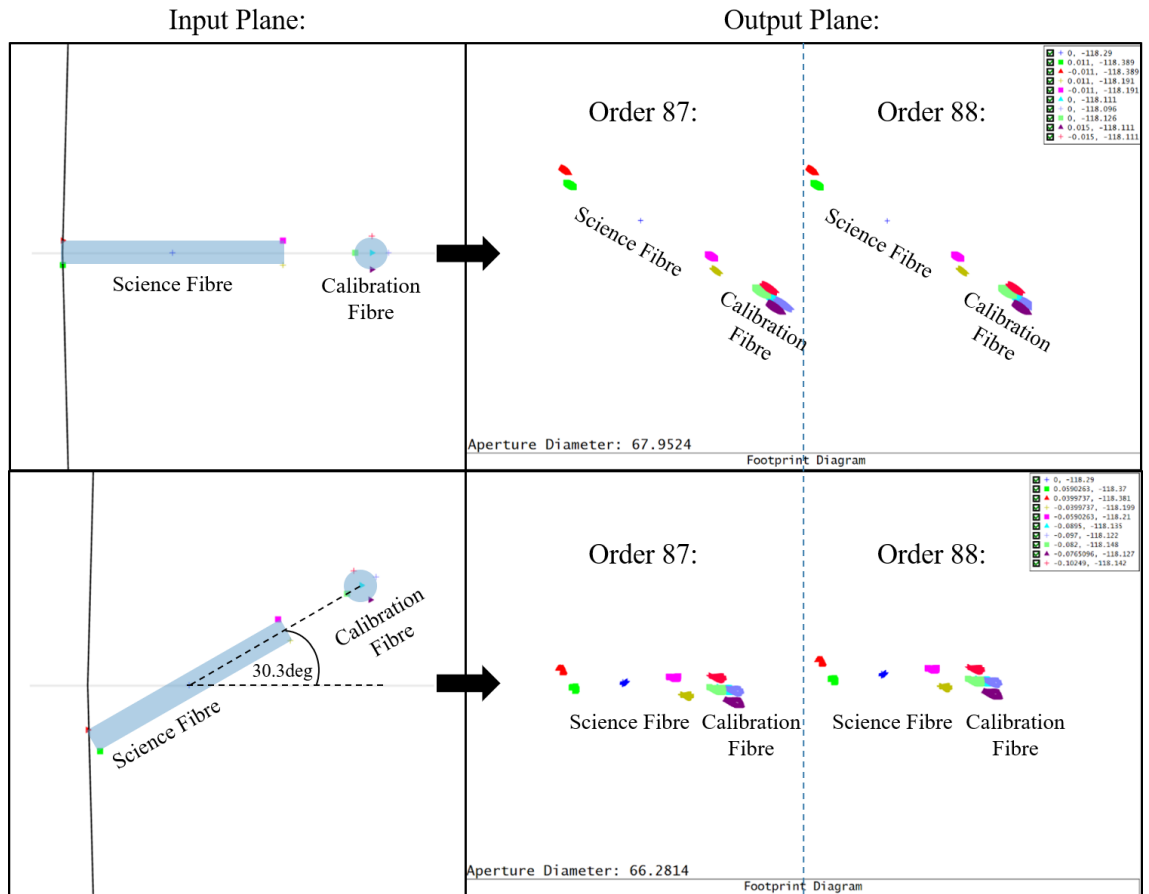 Input Plane:
Output Plane:
Science Fibre
Calibration
Fibre
Order 87:
Order 88:
Science Fibre
Calibration
Fibre
Science Fibre
Calibration
Fibre
0, -118.29
0.011, -118.389
-0.011, -118.389
0.011, -118.191
-0.011, -118.191
0, -118.111
0, -118.096
0, -118.126
0.015, -118.111
-0.015, -118.111
Aperture Diameter: 67.9524
Footprint Diagram
Science Fibre
30.3deg
Calibration
Fibre
Order 87:
Order 88:
Science Fibre
Calibration
Fibre
Science Fibre
Calibration
Fibre
0, -118.29
0.0590263, -118.37
0.0399737, -118.381
-0.0399737, -118.199
-0.0590263, -118.21
-0.0895, -118.135
-0.097, -118.122
-0.082, -118.148
-0.0765096, -118.127
-0.10249, -118.142
Aperture Diameter: 66.2814
Footprint Diagram